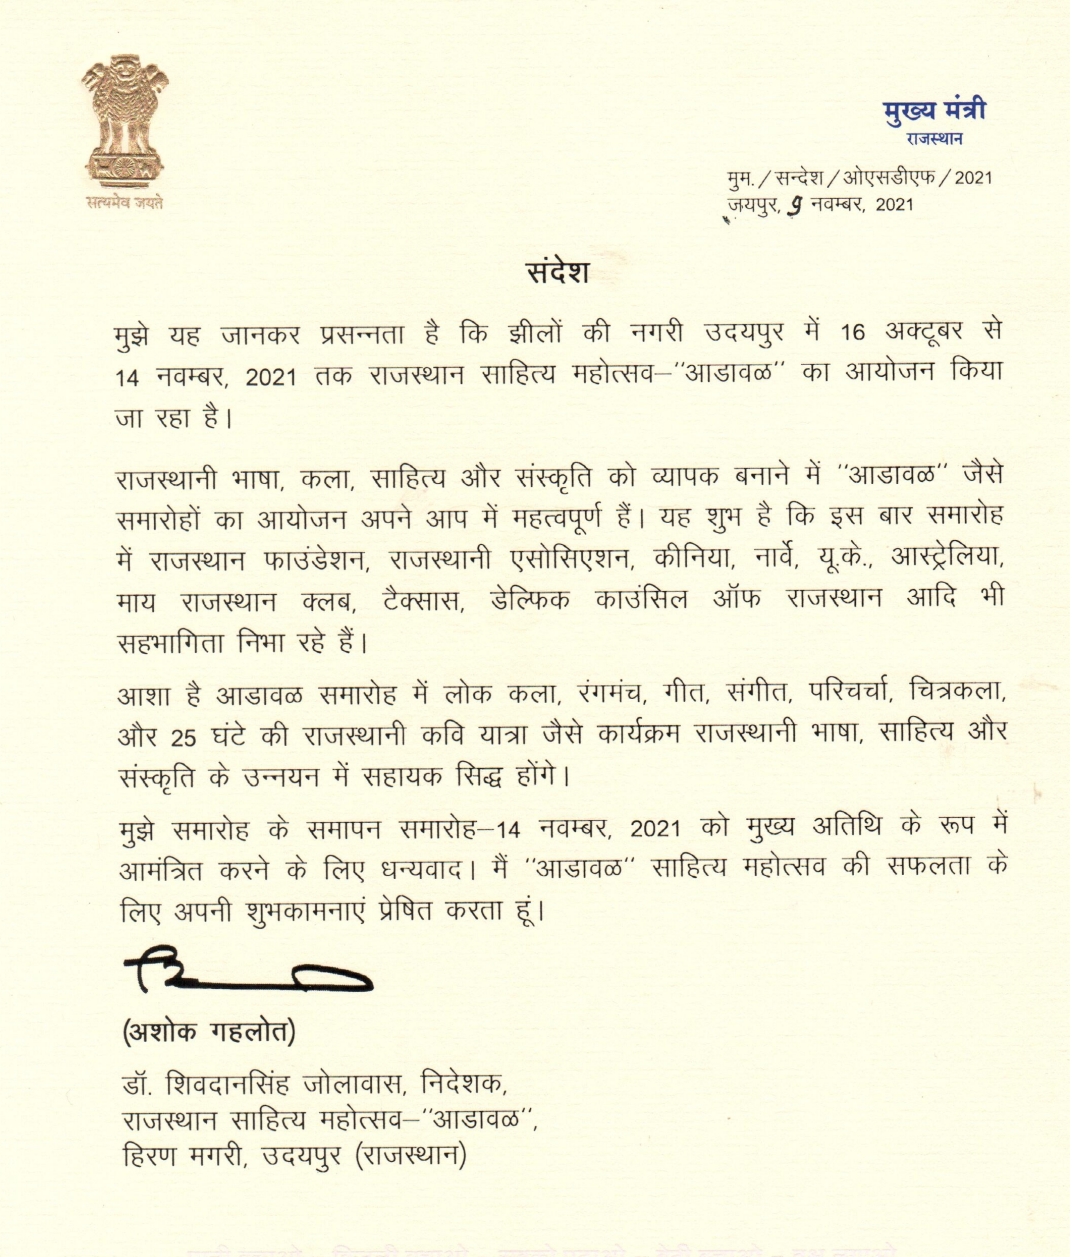 सत्यमेव जयते
मुख्य मंत्री
राजस्थान
मुम./सन्देश/ओएसडीएफ/2021
जयपुर, 9 नवम्बर, 2021
संदेश
मुझे यह जानकर प्रसन्नता है कि झीलों की नगरी उदयपुर में 16 अक्टूबर से
14 नवम्बर, 2021 तक राजस्थान साहित्य महोत्सव–"आडावळ" का आयोजन किया
जा रहा है।
राजस्थानी भाषा, कला, साहित्य और संस्कृति को व्यापक बनाने में "आडावळ" जैसे
समारोहों का आयोजन अपने आप में महत्वपूर्ण हैं। यह शुभ है कि इस बार समारोह
में राजस्थान फाउंडेशन, राजस्थानी एसोसिएशन, कीनिया, नार्वे, यू.के., आस्ट्रेलिया,
माय राजस्थान क्लब, टैक्सास, डेल्फिक काउंसिल ऑफ राजस्थान आदि भी
सहभागिता निभा रहे हैं।
आशा है आडावळ समारोह में लोक कला, रंगमंच, गीत, संगीत, परिचर्चा, चित्रकला,
और 25 घंटे की राजस्थानी कवि यात्रा जैसे कार्यक्रम राजस्थानी भाषा, साहित्य और
संस्कृति के उन्नयन में सहायक सिद्ध होंगे।
मुझे समारोह के समापन समारोह–14 नवम्बर, 2021 को मुख्य अतिथि के रूप में
आमंत्रित करने के लिए धन्यवाद। मैं "आडावळ" साहित्य महोत्सव की सफलता के
लिए अपनी शुभकामनाएं प्रेषित करता हूं।
(अशोक गहलोत)
डॉ. शिवदानसिंह जोलावास, निदेशक,
राजस्थान साहित्य महोत्सव–"आडावळ",
हिरण मगरी, उदयपुर (राजस्थान)